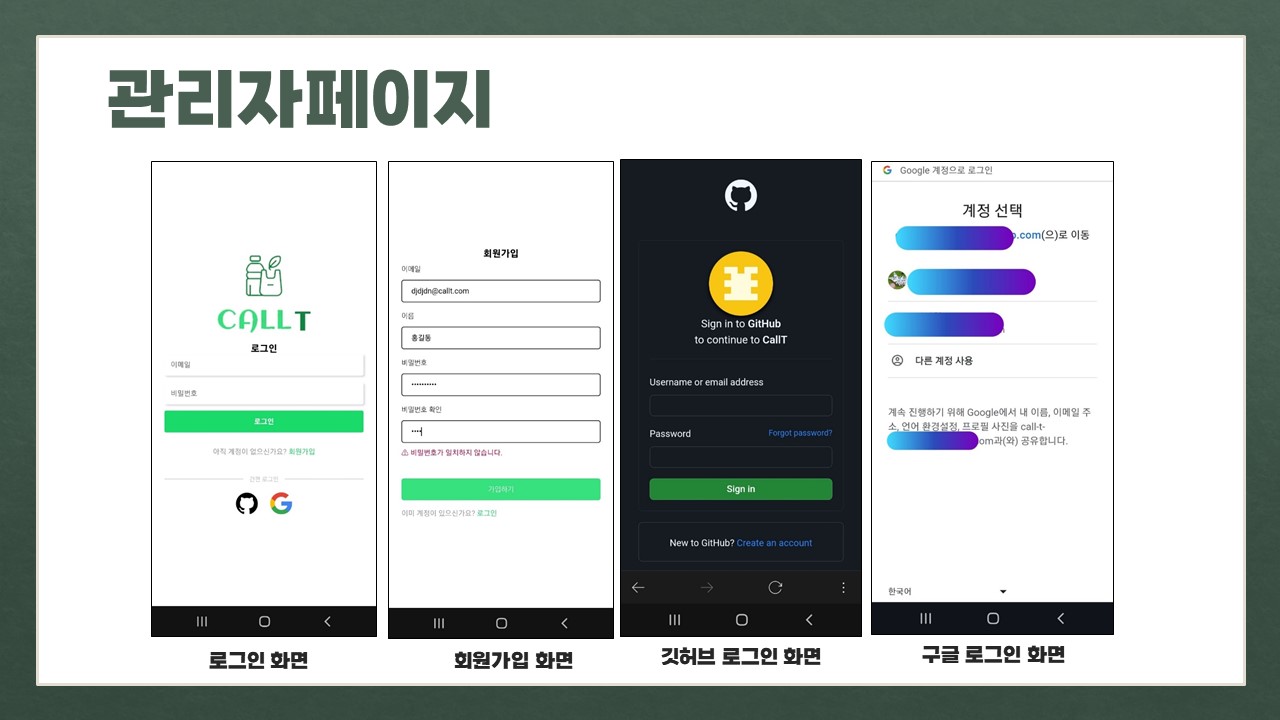 관리자페이지
CALLT
로그인
이메일
비밀번호
로그인
아직 계정이 없으신가요? 회원가입
간편 로그인
로그인 화면
회원가입
이메일
djdjdn@callt.com
이름
홍길동
비밀번호
••••••••••
비밀번호 확인
••••
비밀번호가 일치하지 않습니다.
가입하기
이미 계정이 있으신가요? 로그인
회원가입 화면
Sign in to GitHub
to continue to CallT
Username or email address
Password Forgot password?
Sign in
New to GitHub? Create an account
깃허브 로그인 화면
Google 계정으로 로그인
계정 선택
.com(으)로 이동
다른 계정 사용
계속 진행하기 위해 Google에서 내 이름, 이메일 주
소, 언어 환경설정, 프로필 사진을 call-t-
om과(와) 공유합니다.
한국어
구글 로그인 화면